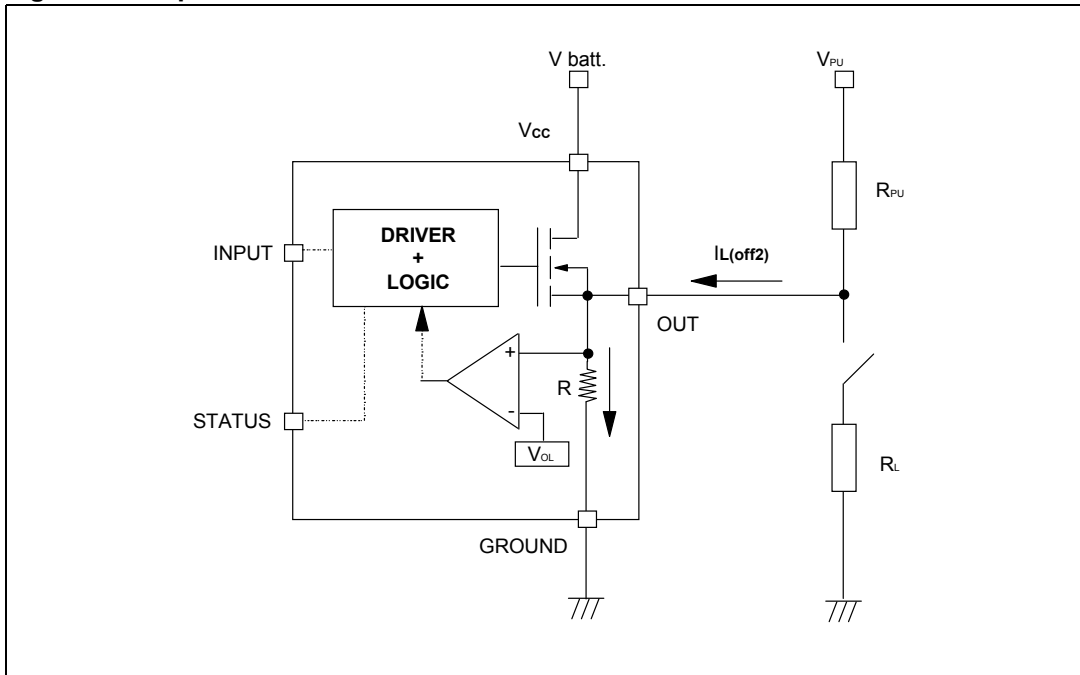 V batt.
VPU
VCC
RPU
DRIVER
+
LOGIC
INPUT
IL(off2)
OUT
+
R
-
STATUS
VOL
RL
GROUND